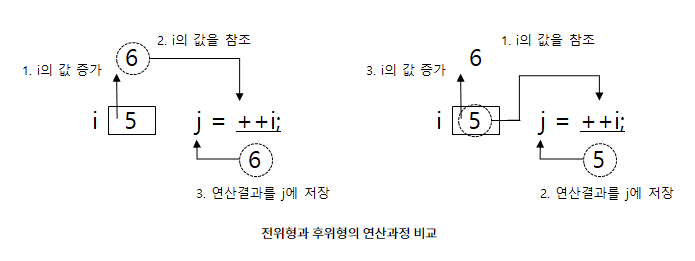 2. i의 값을 참조
6
1. i의 값 증가
i 5 j = ++i;
6
3. 연산결과를 j에 저장
1. i의 값을 참조
6
3. i의 값 증가
i 5 j = ++i;
5
2. 연산결과를 j에 저장
전위형과 후위형의 연산과정 비교